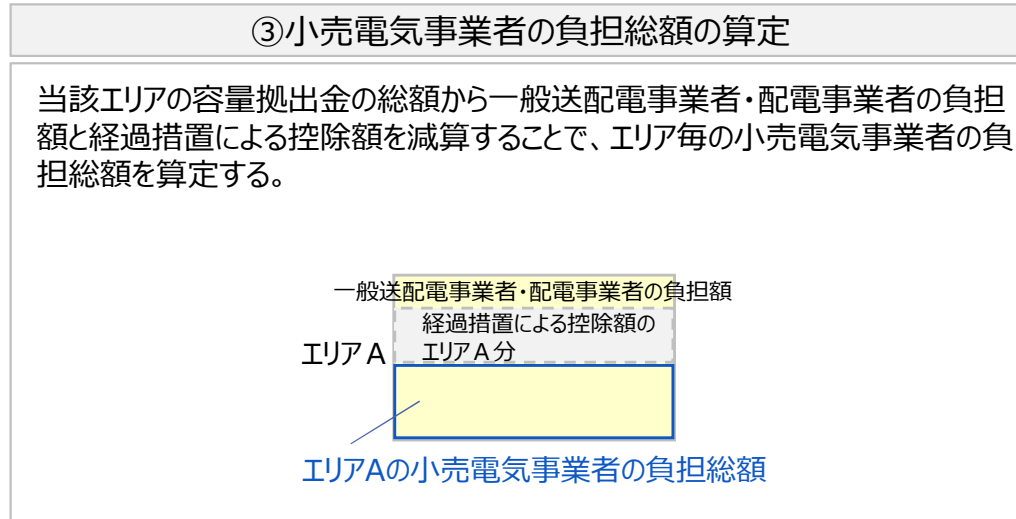 ③小売電気事業者の負担総額の算定
当該エリアの容量拠出金の総額から一般送配電事業者・配電事業者の負担
額と経過措置による控除額を減算することで、エリア毎の小売電気事業者の負
担総額を算定する。
一般送配電事業者・配電事業者の負担額
経過措置による控除額の
エリアA分
エリアA
エリアAの小売電気事業者の負担総額